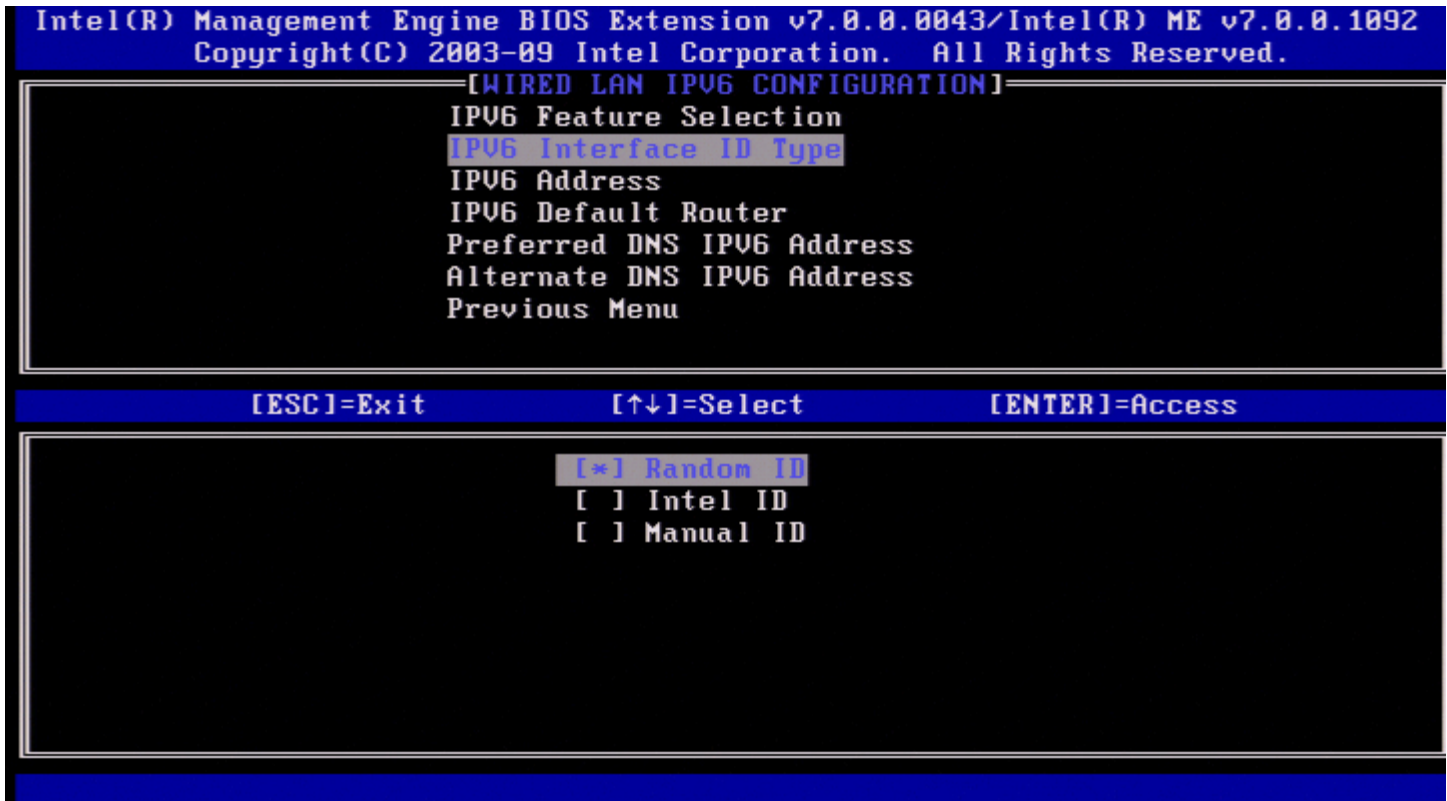 Intel(R) Management Engine BIOS Extension v7.0.0.0043/Intel(R) ME v7.0.0.1092
Copyright(C) 2003-09 Intel Corporation. All Rights Reserved.
[WIRED LAN IPV6 CONFIGURATION]
IPV6 Feature Selection
IPV6 Interface ID Type
IPV6 Address
IPV6 Default Router
Preferred DNS IPV6 Address
Alternate DNS IPV6 Address
Previous Menu
[ESC]=Exit [↑↓]=Select [ENTER]=Access
[*] Random ID
[ ] Intel ID
[ ] Manual ID